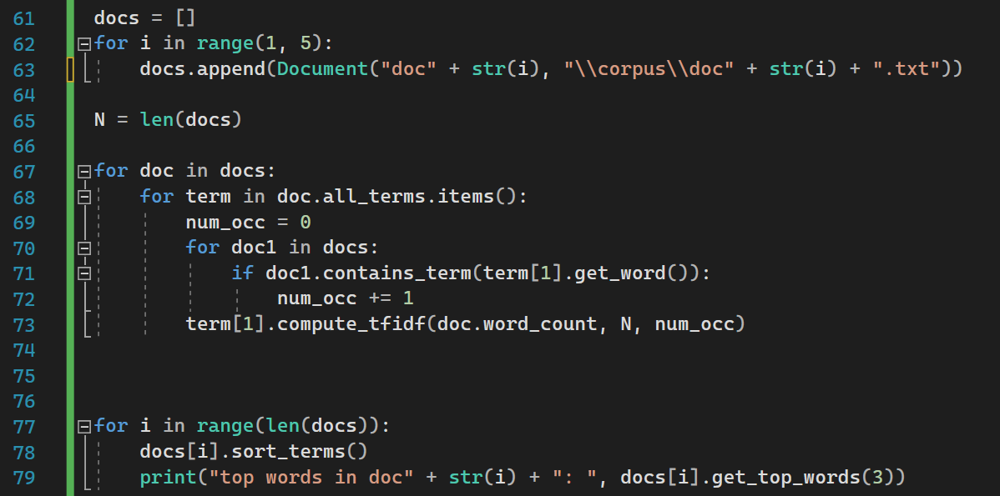 61 docs = []
62 for i in range(1, 5):
63     docs.append(Document("doc" + str(i), "\\corpus\\doc" + str(i) + ".txt"))
64
65 N = len(docs)
66
67 for doc in docs:
68     for term in doc.all_terms.items():
69         num_occ = 0
70         for doc1 in docs:
71             if doc1.contains_term(term[1].get_word()):
72                 num_occ += 1
73         term[1].compute_tfidf(doc.word_count, N, num_occ)
74
75
76
77 for i in range(len(docs)):
78     docs[i].sort_terms()
79     print("top words in doc" + str(i) + ": ", docs[i].get_top_words(3))